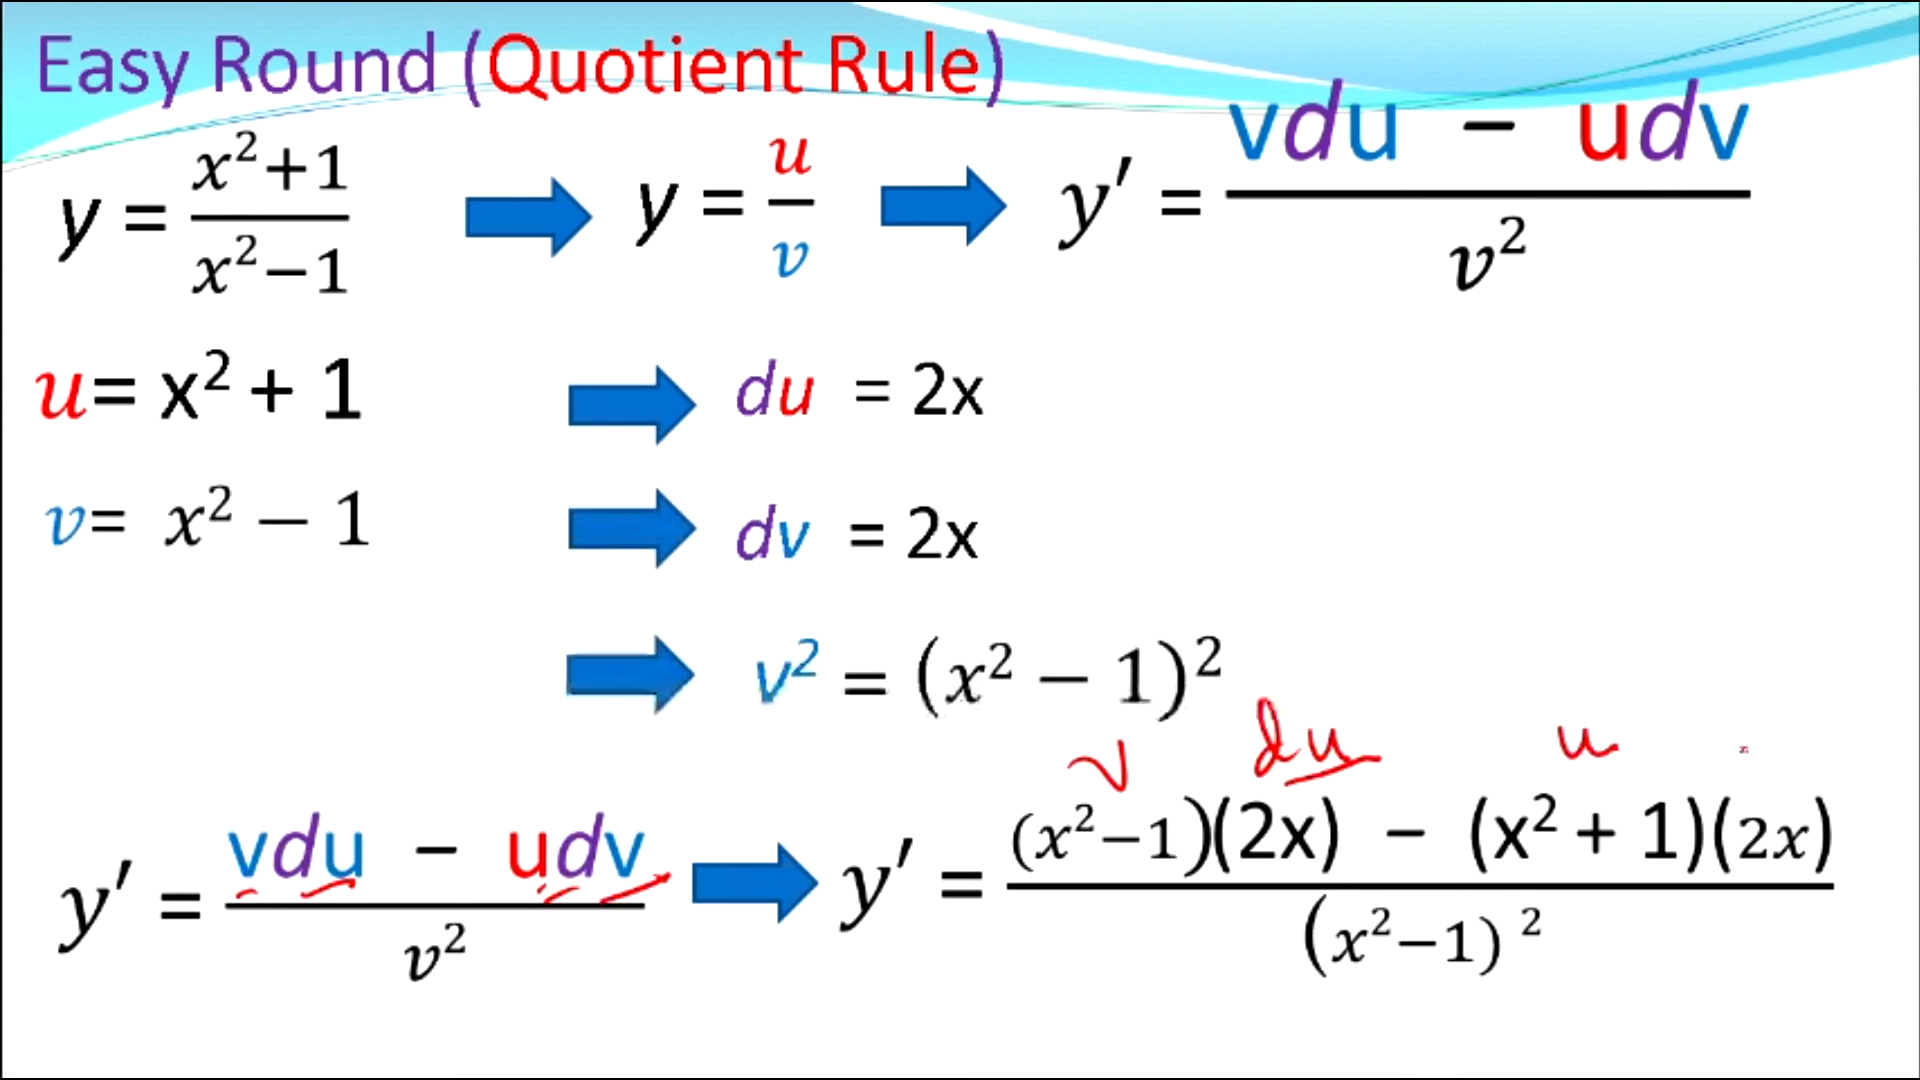 Easy Round (Quotient Rule)
y = (x²+1)/(x²−1) y = u/v y′ = (vdu − udv)/v²
u= x² + 1 du = 2x
v= x² − 1 dv = 2x
v² = (x² − 1)²
v du u
y′ = (vdu − udv)/v² y′ = ((x²−1)(2x) − (x² + 1)(2x))/(x²−1) ²